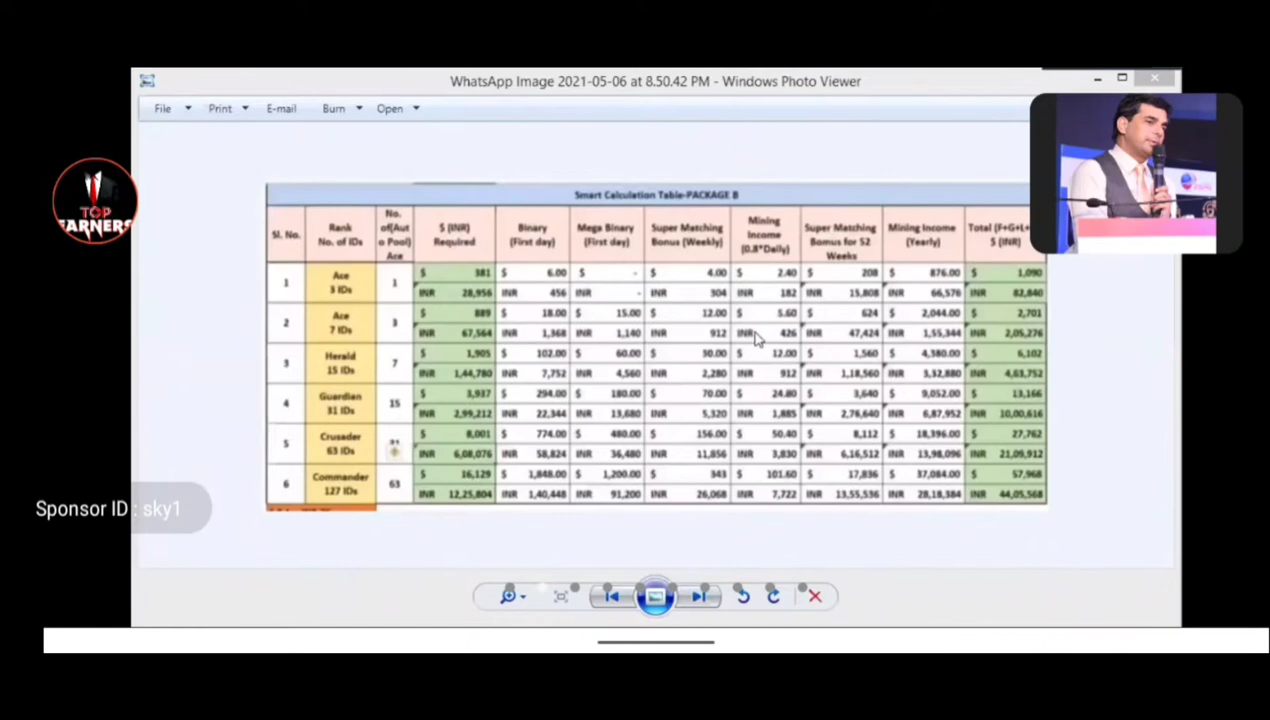 WhatsApp Image 2021-05-06 at 8.50.42 PM - Windows Photo Viewer
File Print E-mail Burn Open
TOP
EARNERS
Smart Calculation Table-PACKAGE B
Sl. No. Rank No. of IDs No. of(Aut o Pool) Ace $ (INR) Required Binary (First day) Mega Binary (First day) Super Matching Bonus (Weekly) Mining Income (0.8*Daily) Super Matching Bomus for 52 Weeks Mining Income (Yearly) Total (F+G+L+ $ (INR)
1 Ace 3 IDs 1 $ 381 $ 6.00 $ - $ 4.00 $ 2.40 $ 208 $ 876.00 $ 1,090
INR 28,956 INR 456 INR - INR 304 INR 182 INR 15,808 INR 66,576 INR 82,840
2 Ace 7 IDs 3 $ 889 $ 18.00 $ 15.00 $ 12.00 $ 5.60 $ 624 $ 2,044.00 $ 2,701
INR 67,564 INR 1,368 INR 1,140 INR 912 INR 426 INR 47,424 INR 1,55,344 INR 2,05,276
3 Herald 15 IDs 7 $ 1,905 $ 102.00 $ 60.00 $ 30.00 $ 12.00 $ 1,560 $ 4,380.00 $ 6,102
INR 1,44,780 INR 7,752 INR 4,560 INR 2,280 INR 912 INR 1,18,560 INR 3,32,880 INR 4,63,752
4 Guardian 31 IDs 15 $ 3,937 $ 294.00 $ 180.00 $ 70.00 $ 24.80 $ 3,640 $ 9,052.00 $ 13,166
INR 2,99,212 INR 22,344 INR 13,680 INR 5,320 INR 1,885 INR 2,76,640 INR 6,87,952 INR 10,00,616
5 Crusader 63 IDs $ 8,001 $ 774.00 $ 480.00 $ 156.00 $ 50.40 $ 8,112 $ 18,396.00 $ 27,762
INR 6,08,076 INR 58,824 INR 36,480 INR 11,856 INR 3,830 INR 6,16,512 INR 13,98,096 INR 21,09,912
6 Commander 127 IDs 63 $ 16,129 $ 1,848.00 $ 1,200.00 $ 343 $ 101.60 $ 17,836 $ 37,084.00 $ 57,968
INR 12,25,804 INR 1,40,448 INR 91,200 INR 26,068 INR 7,722 INR 13,55,536 INR 28,18,384 INR 44,05,568
Sponsor ID : sky1